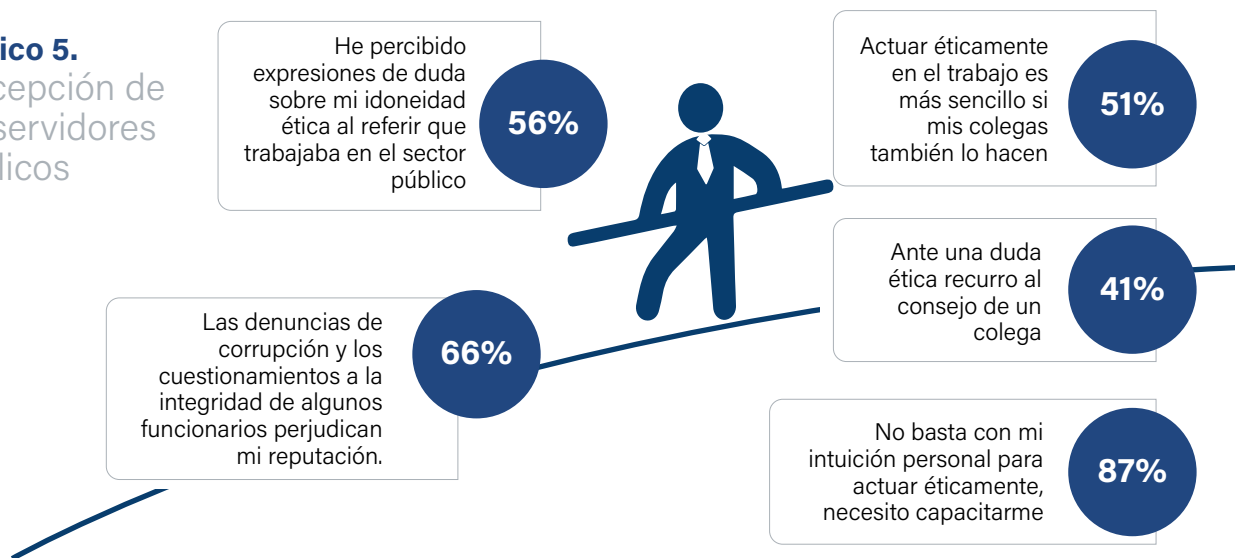 ico 5.
cepción de
servidores
licos
He percibido
expresiones de duda
sobre mi idoneidad
ética al referir que
trabajaba en el sector
público
56%
Las denuncias de
corrupción y los
cuestionamientos a la
integridad de algunos
funcionarios perjudican
mi reputación.
66%
Actuar éticamente
en el trabajo es
más sencillo si
mis colegas
también lo hacen
51%
Ante una duda
ética recurro al
consejo de un
colega
41%
No basta con mi
intuición personal para
actuar éticamente,
necesito capacitarme
87%